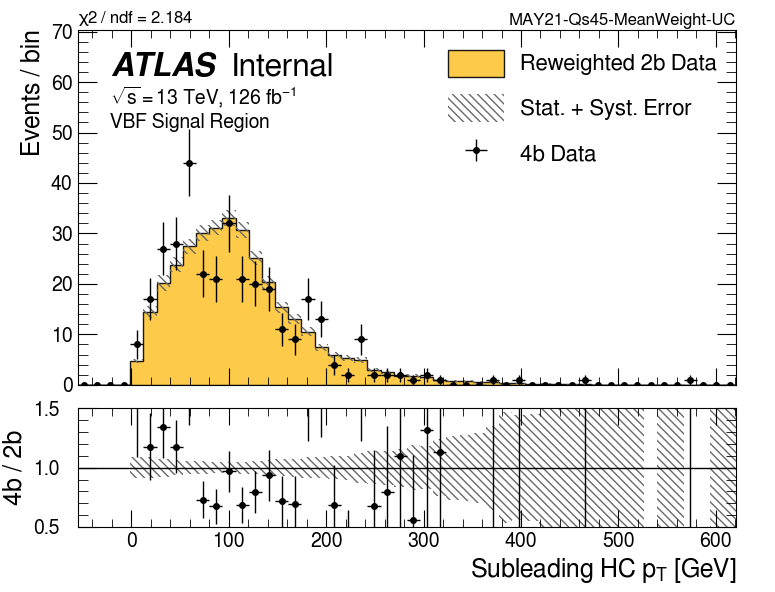 χ2 / ndf = 2.184
MAY21-Qs45-MeanWeight-UC
Events / bin
70
60
50
40
30
20
10
0
ATLAS Internal
√s = 13 TeV, 126 fb⁻¹
VBF Signal Region
Reweighted 2b Data
Stat. + Syst. Error
4b Data
4b / 2b
1.5
1.0
0.5
0 100 200 300 400 500 600
Subleading HC pT [GeV]